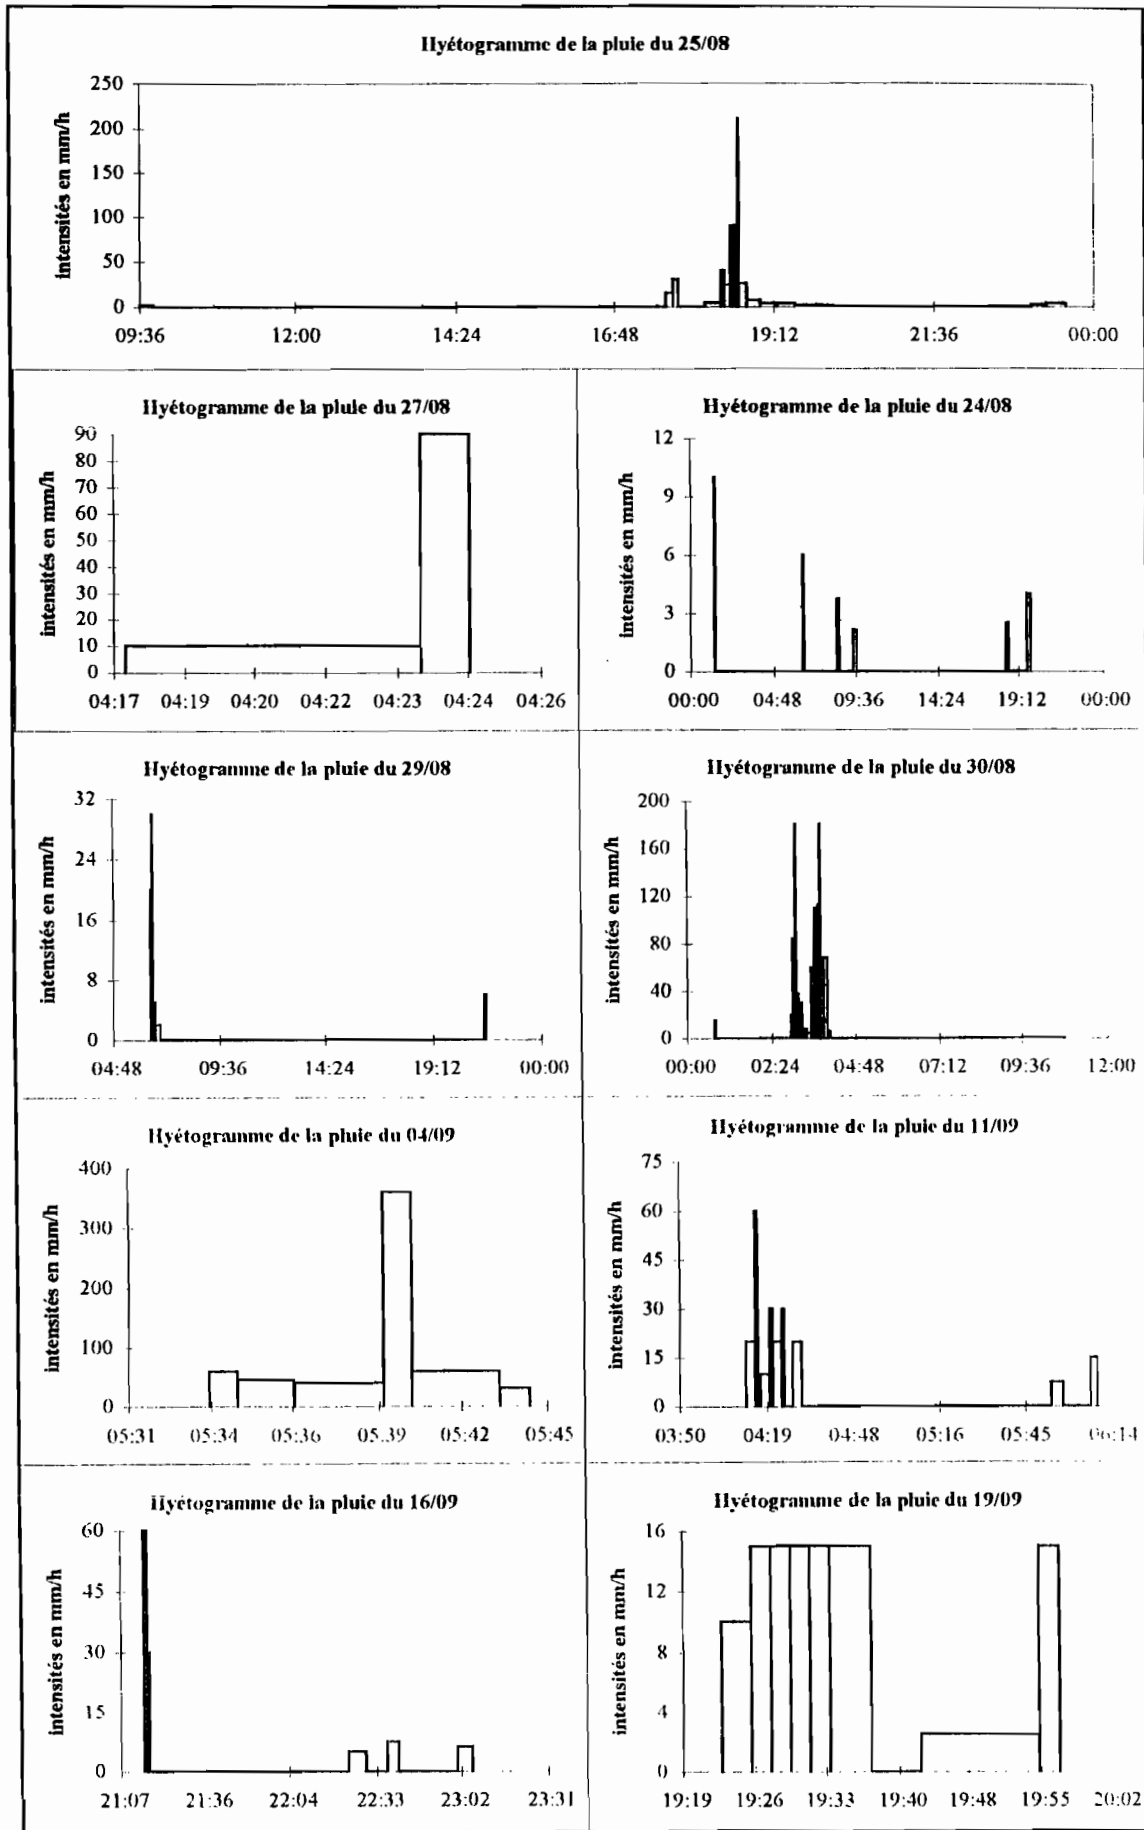 Hyétogramme de la pluie du 25/08
intensités en mm/h
250
200
150
100
50
0
09:36 12:00 14:24 16:48 19:12 21:36 00:00
Hyétogramme de la pluie du 27/08
intensités en mm/h
90
80
70
60
50
40
30
20
10
0
04:17 04:19 04:20 04:22 04:23 04:24 04:26
Hyétogramme de la pluie du 24/08
intensités en mm/h
12
9
6
3
0
00:00 04:48 09:36 14:24 19:12 00:00
Hyétogramme de la pluie du 29/08
intensités en mm/h
32
24
16
8
0
04:48 09:36 14:24 19:12 00:00
Hyétogramme de la pluie du 30/08
intensités en mm/h
200
160
120
80
40
0
00:00 02:24 04:48 07:12 09:36 12:00
Hyétogramme de la pluie du 04/09
intensités en mm/h
400
300
200
100
0
05:31 05:34 05:36 05:39 05:42 05:45
Hyétogramme de la pluie du 11/09
intensités en mm/h
75
60
45
30
15
0
03:50 04:19 04:48 05:16 05:45 06:14
Hyétogramme de la pluie du 16/09
intensités en mm/h
60
45
30
15
0
21:07 21:36 22:04 22:33 23:02 23:31
Hyétogramme de la pluie du 19/09
intensités en mm/h
16
12
8
4
0
19:19 19:26 19:33 19:40 19:48 19:55 20:02